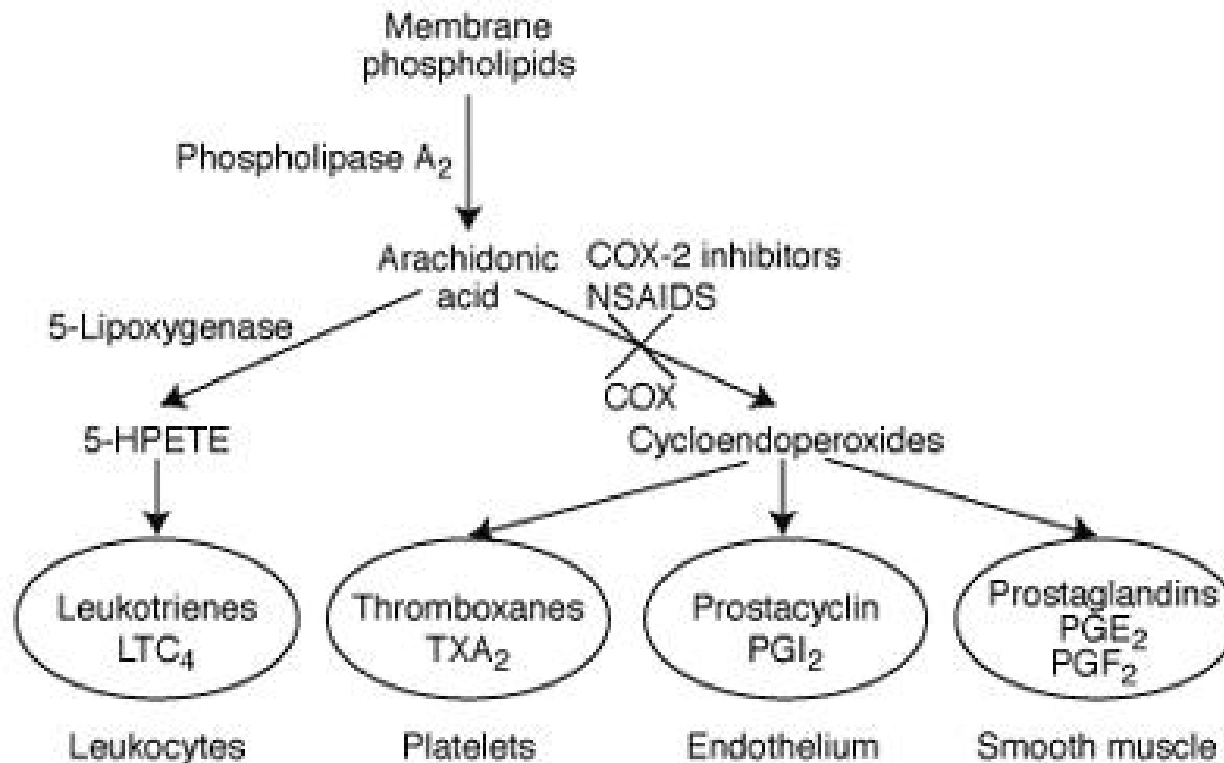 Membrane
phospholipids
Phospholipase A₂
Arachidonic
acid
COX-2 inhibitors
NSAIDS
5-Lipoxygenase
COX
5-HPETE
Cycloendoperoxides
Leukotrienes
LTC₄
Thromboxanes
TXA₂
Prostacyclin
PGI₂
Prostaglandins
PGE₂
PGF₂
Leukocytes
Platelets
Endothelium
Smooth muscle